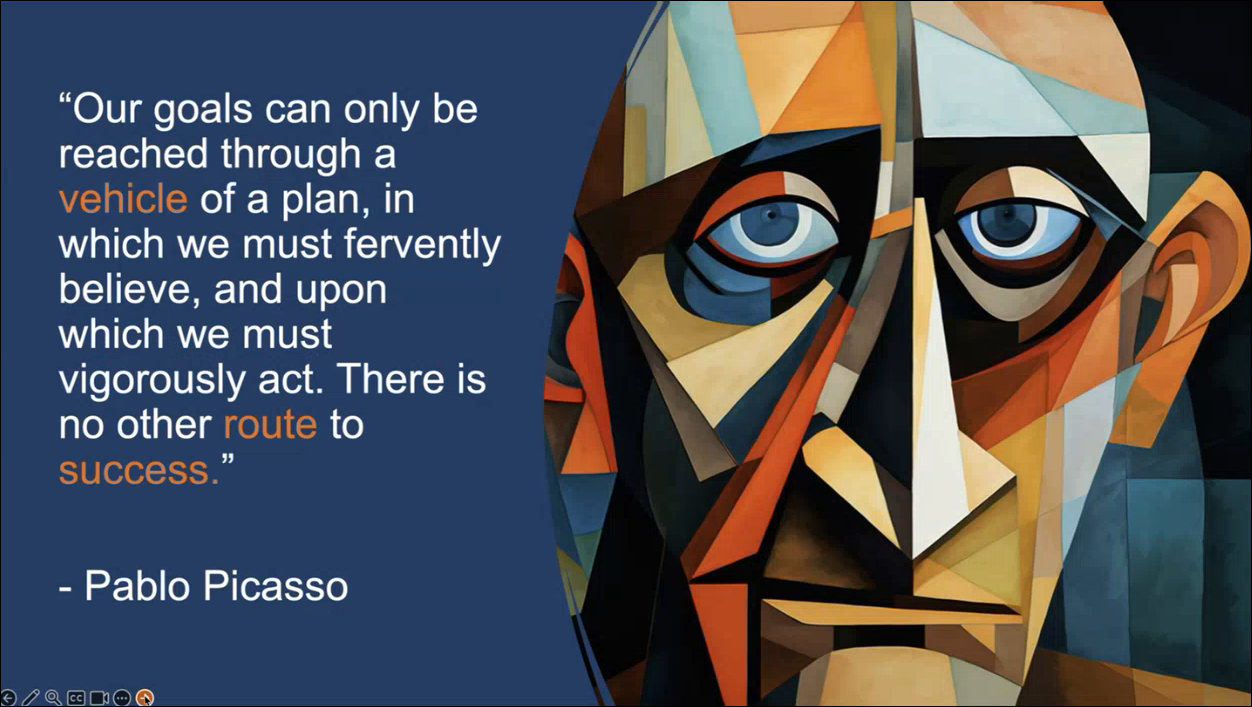 “Our goals can only be
reached through a
vehicle of a plan, in
which we must fervently
believe, and upon
which we must
vigorously act. There is
no other route to
success.”
- Pablo Picasso
CC